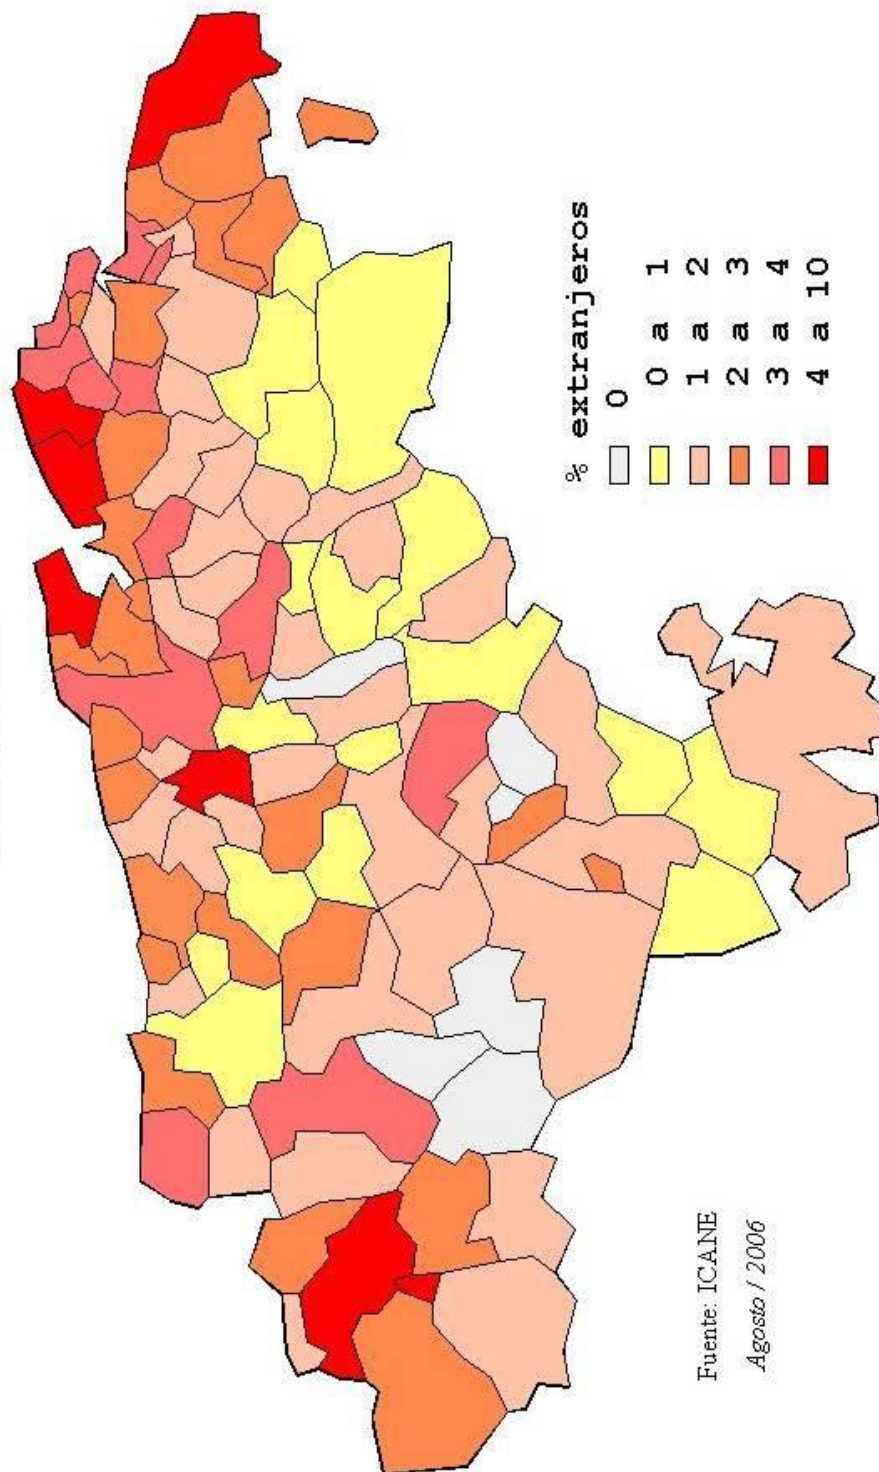 % extranjeros
0
0 a 1
1 a 2
2 a 3
3 a 4
4 a 10
Fuente: ICANE
Agosto / 2006